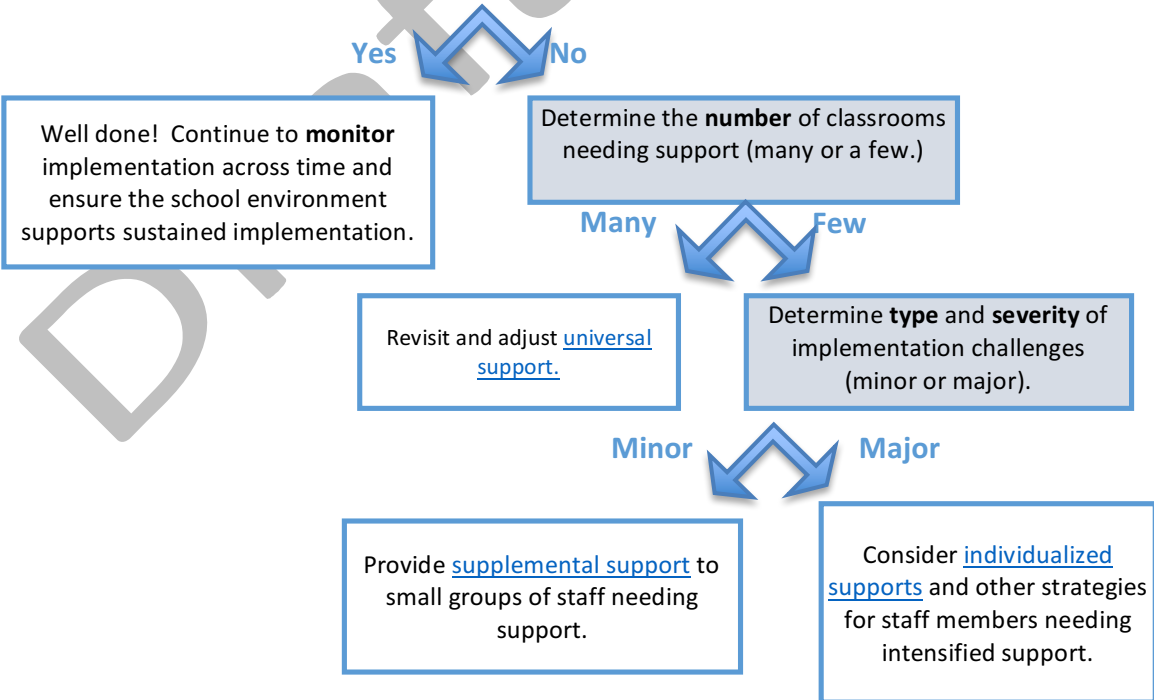 Yes
No
Well done!  Continue to monitor
implementation across time and
ensure the school environment
supports sustained implementation.
Determine the number of classrooms
needing support (many or a few.)
Many
Few
Revisit and adjust universal
support.
Determine type and severity of
implementation challenges
(minor or major).
Minor
Major
Provide supplemental support to
small groups of staff needing
support.
Consider individualized
supports and other strategies
for staff members needing
intensified support.